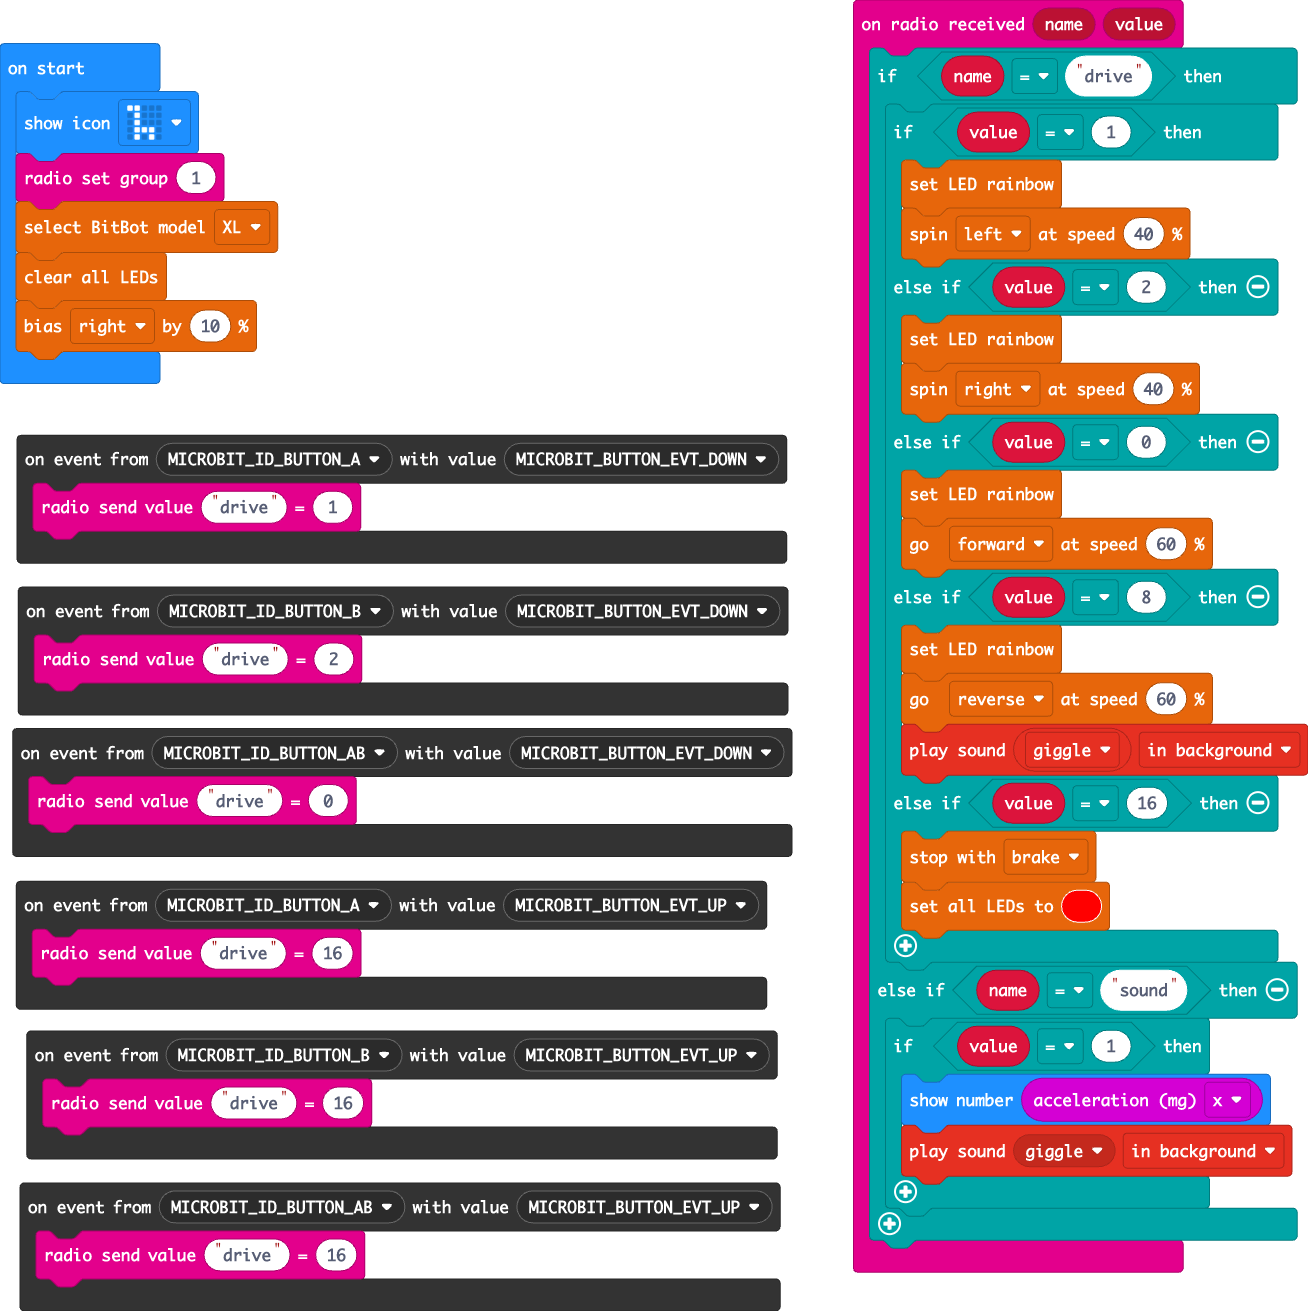 on start
show icon
radio set group 1
select BitBot model XL
clear all LEDs
bias right by 10 %
on event from MICROBIT_ID_BUTTON_A with value MICROBIT_BUTTON_EVT_DOWN
radio send value "drive" = 1
on event from MICROBIT_ID_BUTTON_B with value MICROBIT_BUTTON_EVT_DOWN
radio send value "drive" = 2
on event from MICROBIT_ID_BUTTON_AB with value MICROBIT_BUTTON_EVT_DOWN
radio send value "drive" = 0
on event from MICROBIT_ID_BUTTON_A with value MICROBIT_BUTTON_EVT_UP
radio send value "drive" = 16
on event from MICROBIT_ID_BUTTON_B with value MICROBIT_BUTTON_EVT_UP
radio send value "drive" = 16
on event from MICROBIT_ID_BUTTON_AB with value MICROBIT_BUTTON_EVT_UP
radio send value "drive" = 16
on radio received name value
if name = "drive" then
if value = 1 then
set LED rainbow
spin left at speed 40 %
else if value = 2 then
set LED rainbow
spin right at speed 40 %
else if value = 0 then
set LED rainbow
go forward at speed 60 %
else if value = 8 then
set LED rainbow
go reverse at speed 60 %
play sound giggle in background
else if value = 16 then
stop with brake
set all LEDs to
else if name = "sound" then
if value = 1 then
show number acceleration (mg) x
play sound giggle in background